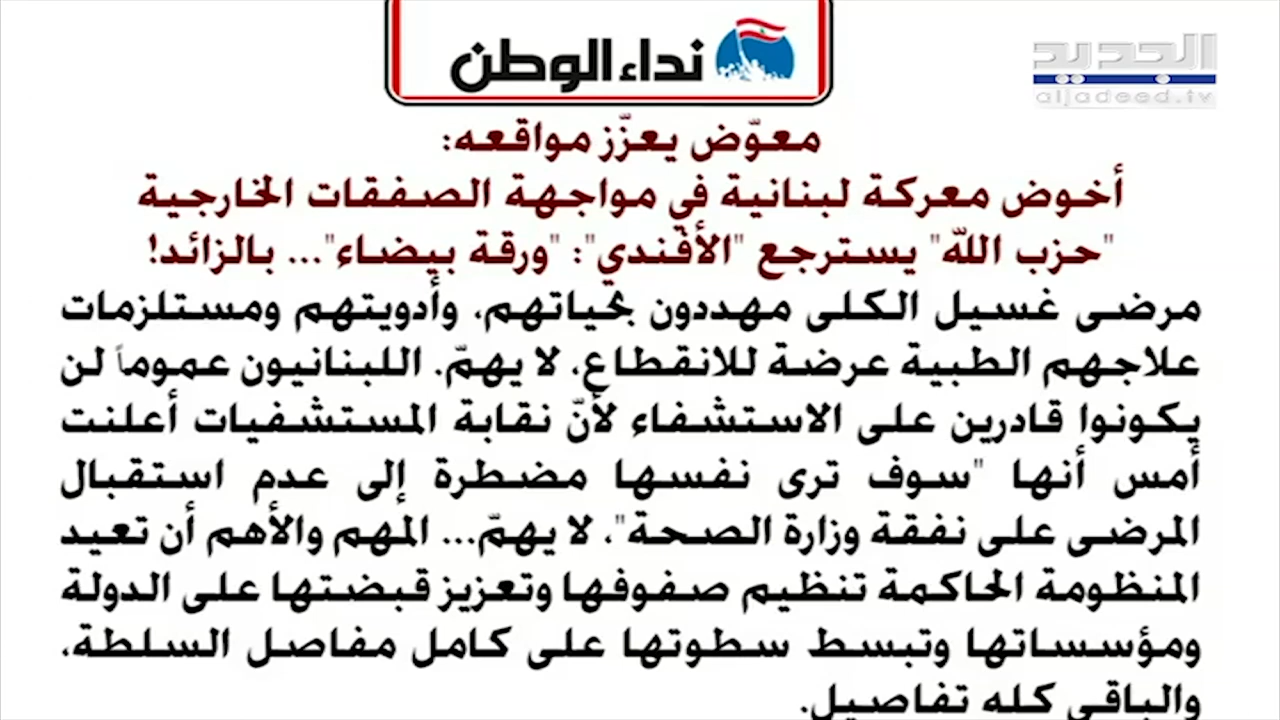 نداء الوطن
الجديد
aljadeed.tv
معوّض يعزّز مواقعه:
أخوض معركة لبنانية في مواجهة الصفقات الخارجية
"حزب الله" يسترجع "الأفندي": "ورقة بيضاء"... بالزائد!
مرضى غسيل الكلى مهددون بحياتهم، وأدويتهم ومستلزمات
علاجهم الطبية عرضة للانقطاع، لا يهمّ. اللبنانيون عموماً لن
يكونوا قادرين على الاستشفاء لأنّ نقابة المستشفيات أعلنت
أمس أنها "سوف ترى نفسها مضطرة إلى عدم استقبال
المرضى على نفقة وزارة الصحة"، لا يهمّ... المهم والأهم أن تعيد
المنظومة الحاكمة تنظيم صفوفها وتعزيز قبضتها على الدولة
ومؤسساتها وتبسط سطوتها على كامل مفاصل السلطة،
والباقي كله تفاصيل.